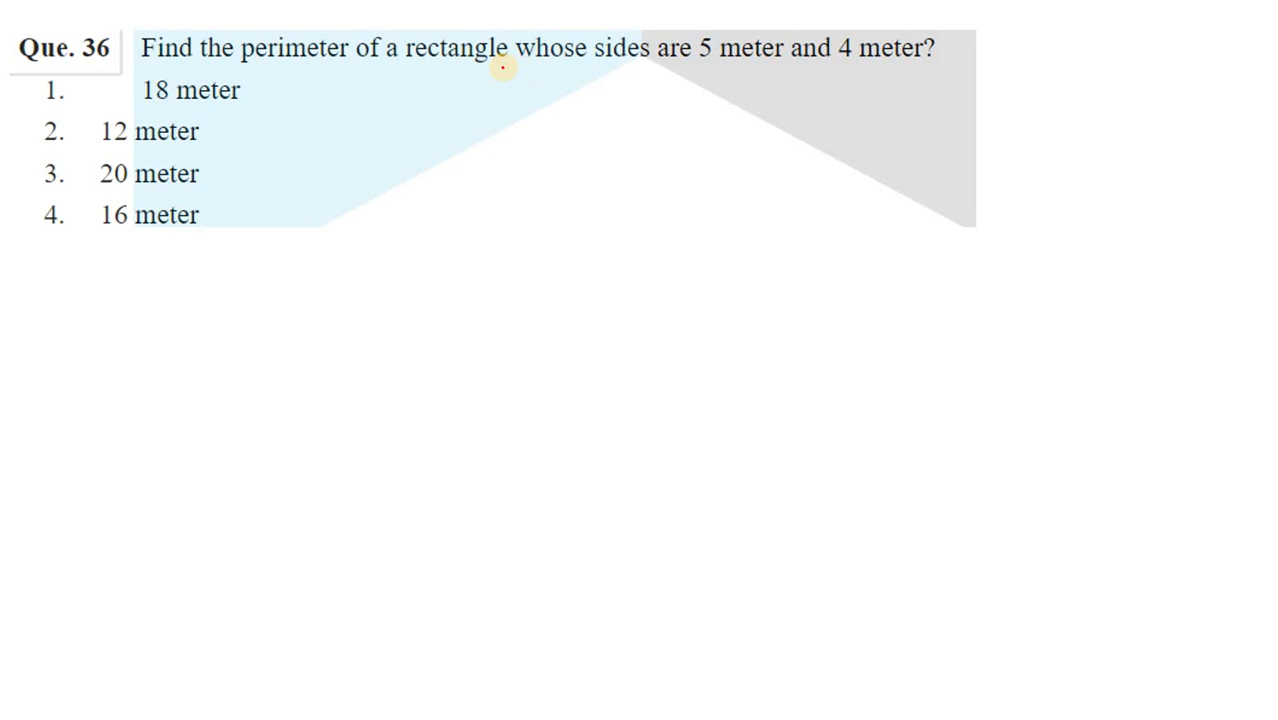 Que. 36 Find the perimeter of a rectangle whose sides are 5 meter and 4 meter?
1. 18 meter
2. 12 meter
3. 20 meter
4. 16 meter